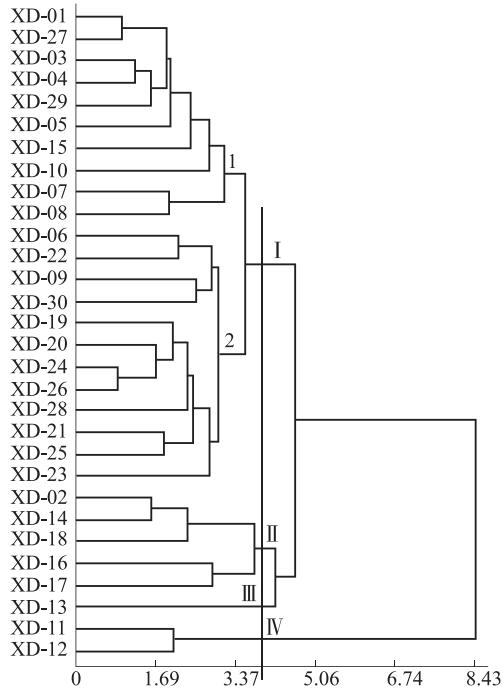 XD-01
XD-27
XD-03
XD-04
XD-29
XD-05
XD-15
XD-10
1
XD-07
XD-08
XD-06
XD-22
I
XD-09
XD-30
XD-19
XD-20
2
XD-24
XD-26
XD-28
XD-21
XD-25
XD-23
XD-02
XD-14
XD-18
II
XD-16
XD-17
III
XD-13
XD-11
IV
XD-12
0 1.69 3.37 5.06 6.74 8.43